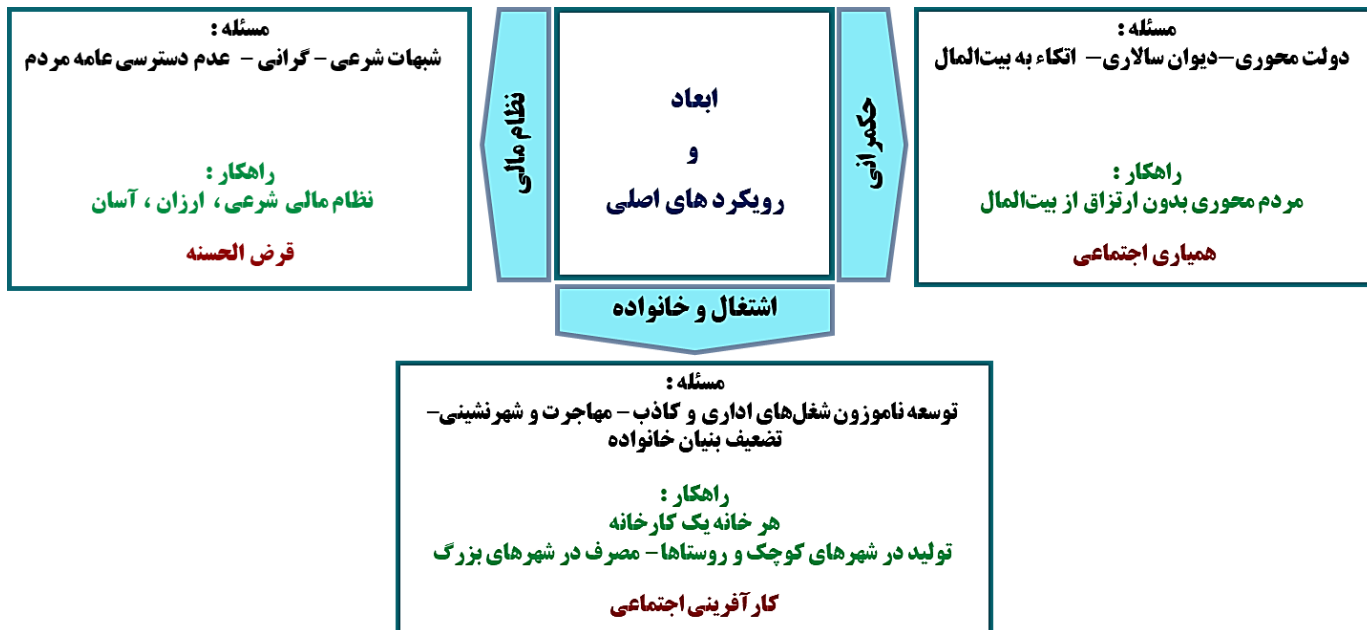 مسئله :
دولت محوری–دیوان سالاری– اتکاء به بیت‌المال
راهکار :
مردم محوری بدون ارتزاق از بیت‌المال
همیاری اجتماعی
حکمرانی
ابعاد
و
رویکرد های اصلی
نظام مالی
مسئله :
شبهات شرعی – گرانی – عدم دسترسی عامه مردم
راهکار :
نظام مالی شرعی ، ارزان ، آسان
قرض الحسنه
اشتغال و خانواده
مسئله :
توسعه ناموزون شغل‌های اداری و کاذب – مهاجرت و شهرنشینی–
تضعیف بنیان خانواده
راهکار :
هر خانه یک کارخانه
تولید در شهرهای کوچک و روستاها – مصرف در شهرهای بزرگ
کارآفرینی اجتماعی